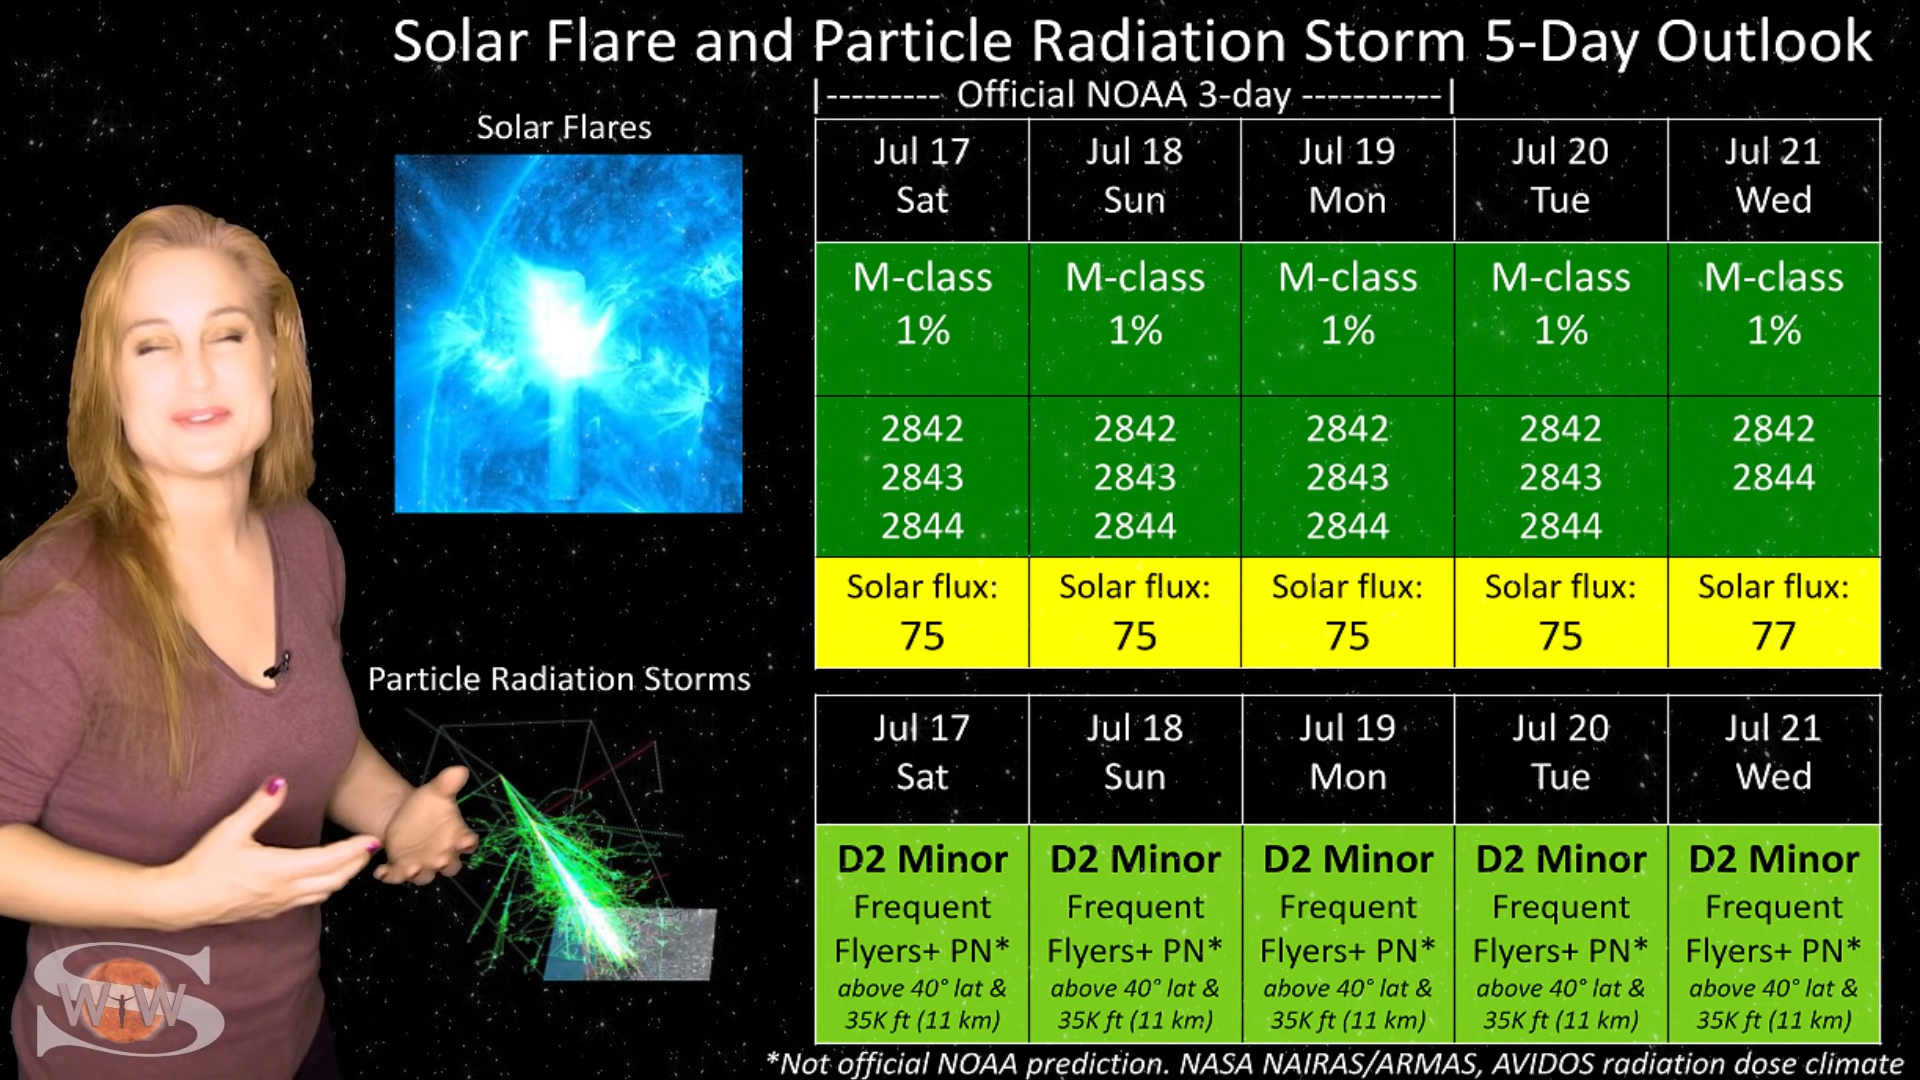 Solar Flare and Particle Radiation Storm 5-Day Outlook
|--------- Official NOAA 3-day -----------|
Solar Flares
Jul 17 Jul 18 Jul 19 Jul 20 Jul 21
Sat Sun Mon Tue Wed
M-class M-class M-class M-class M-class
1% 1% 1% 1% 1%
2842 2842 2842 2842 2842
2843 2843 2843 2843 2844
2844 2844 2844 2844
Solar flux: Solar flux: Solar flux: Solar flux: Solar flux:
75 75 75 75 77
Particle Radiation Storms
Jul 17 Jul 18 Jul 19 Jul 20 Jul 21
Sat Sun Mon Tue Wed
D2 Minor D2 Minor D2 Minor D2 Minor D2 Minor
Frequent Frequent Frequent Frequent Frequent
Flyers+ PN* Flyers+ PN* Flyers+ PN* Flyers+ PN* Flyers+ PN*
above 40° lat & above 40° lat & above 40° lat & above 40° lat & above 40° lat &
35K ft (11 km) 35K ft (11 km) 35K ft (11 km) 35K ft (11 km) 35K ft (11 km)
*Not official NOAA prediction. NASA NAIRAS/ARMAS, AVIDOS radiation dose climate
S
WTW